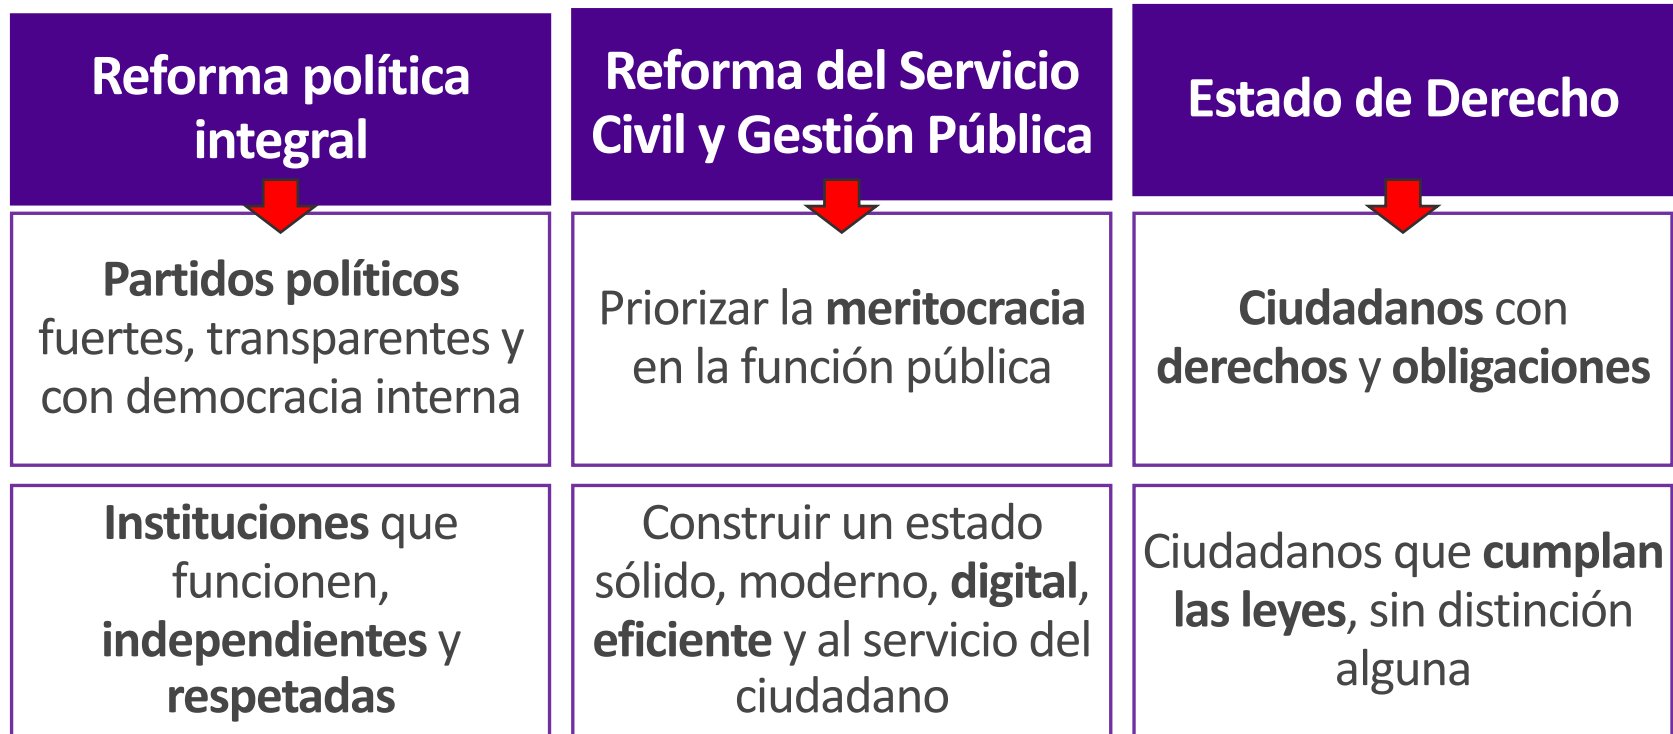 Reforma política
integral
Partidos políticos
fuertes, transparentes y
con democracia interna
Instituciones que
funcionen,
independientes y
respetadas
Reforma del Servicio
Civil y Gestión Pública
Priorizar la meritocracia
en la función pública
Construir un estado
sólido, moderno, digital,
eficiente y al servicio del
ciudadano
Estado de Derecho
Ciudadanos con
derechos y obligaciones
Ciudadanos que cumplan
las leyes, sin distinción
alguna